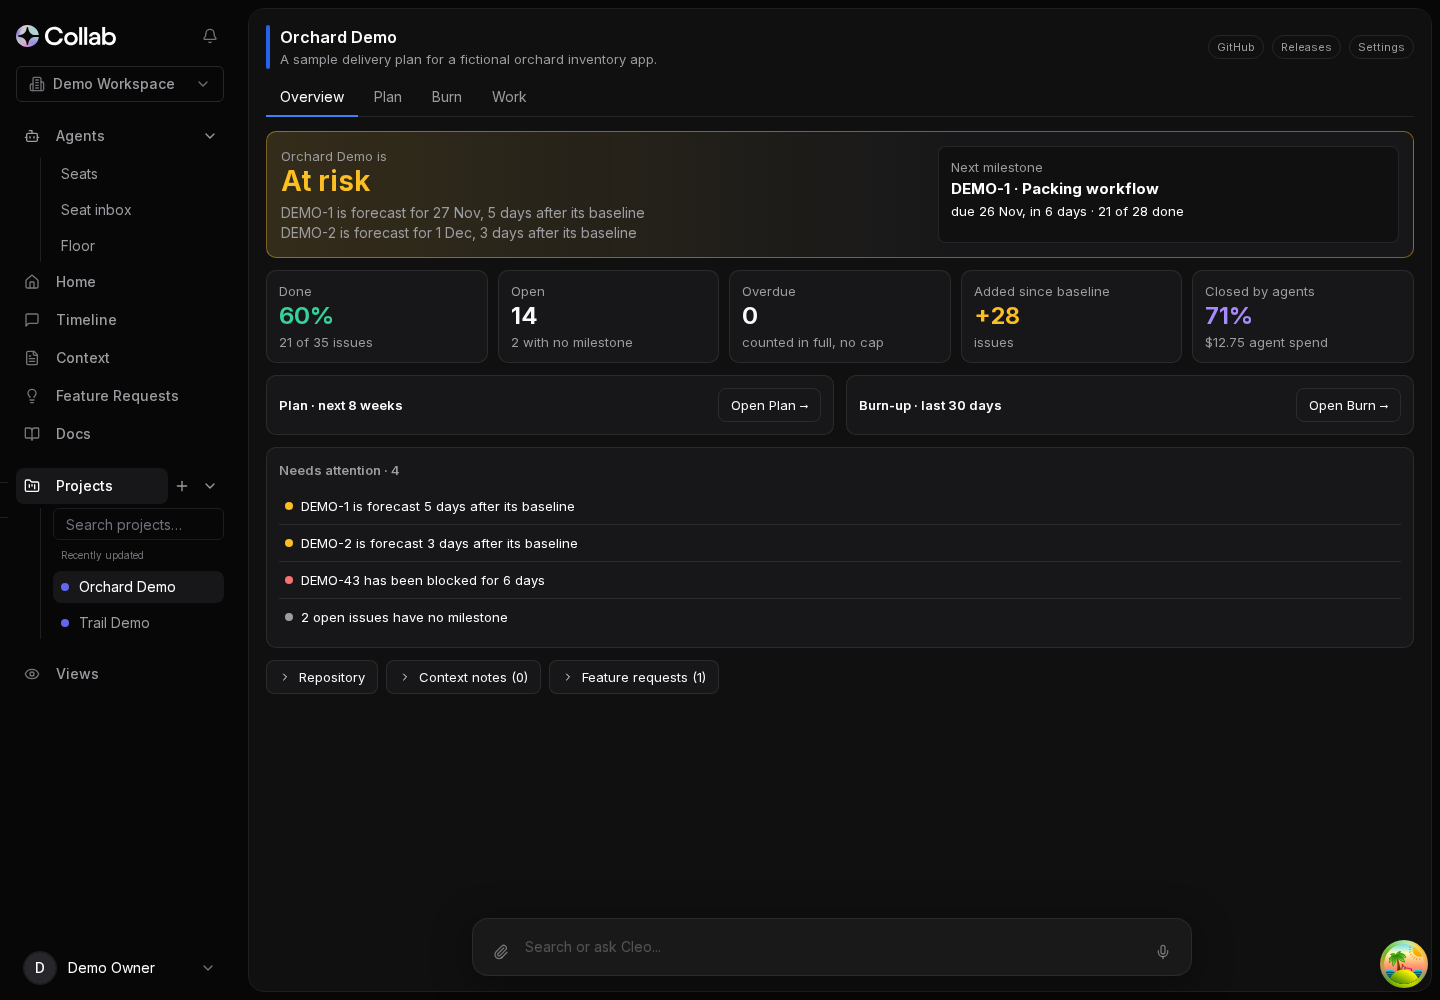 Collab
Demo Workspace
Agents
Seats
Seat inbox
Floor
Home
Timeline
Context
Feature Requests
Docs
Projects
Search projects...
Recently updated
Orchard Demo
Trail Demo
Views
D
Demo Owner
Orchard Demo
A sample delivery plan for a fictional orchard inventory app.
GitHub
Releases
Settings
Overview
Plan
Burn
Work
Orchard Demo is
At risk
DEMO-1 is forecast for 27 Nov, 5 days after its baseline
DEMO-2 is forecast for 1 Dec, 3 days after its baseline
Next milestone
DEMO-1 · Packing workflow
due 26 Nov, in 6 days · 21 of 28 done
Done
60%
21 of 35 issues
Open
14
2 with no milestone
Overdue
0
counted in full, no cap
Added since baseline
+28
issues
Closed by agents
71%
$12.75 agent spend
Plan · next 8 weeks
Open Plan →
Burn-up · last 30 days
Open Burn →
Needs attention · 4
DEMO-1 is forecast 5 days after its baseline
DEMO-2 is forecast 3 days after its baseline
DEMO-43 has been blocked for 6 days
2 open issues have no milestone
Repository
Context notes (0)
Feature requests (1)
Search or ask Cleo...